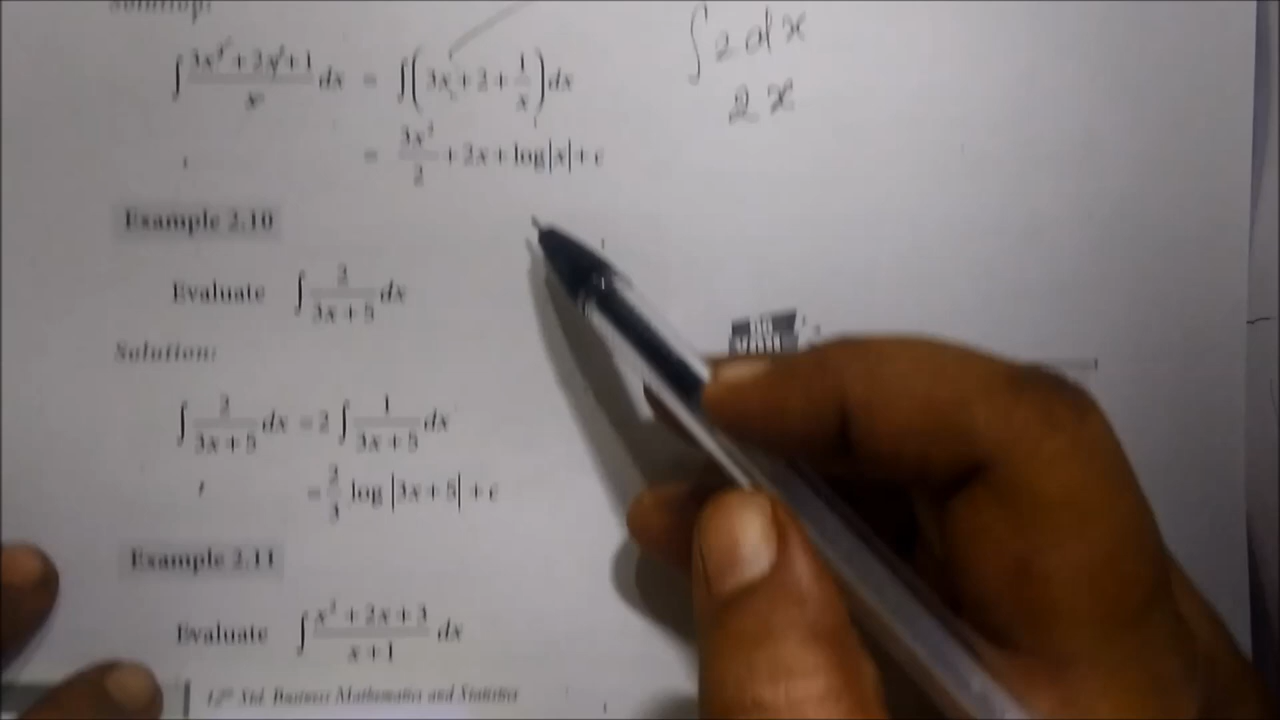 Solution:
∫ (3x² + 2x + 1)/x dx = ∫ (3x + 2 + 1/x) dx
= 3x²/2 + 2x + log|x| + c
Example 2.10
Evaluate ∫ 2/(3x + 5) dx
Solution:
∫ 2/(3x + 5) dx = 2 ∫ 1/(3x + 5) dx
= 2/3 log |3x + 5| + c
Example 2.11
Evaluate ∫ (x² + 2x + 3)/(x + 1) dx
12th Std. Business Mathematics and Statistics
∫ 2 dx
2x